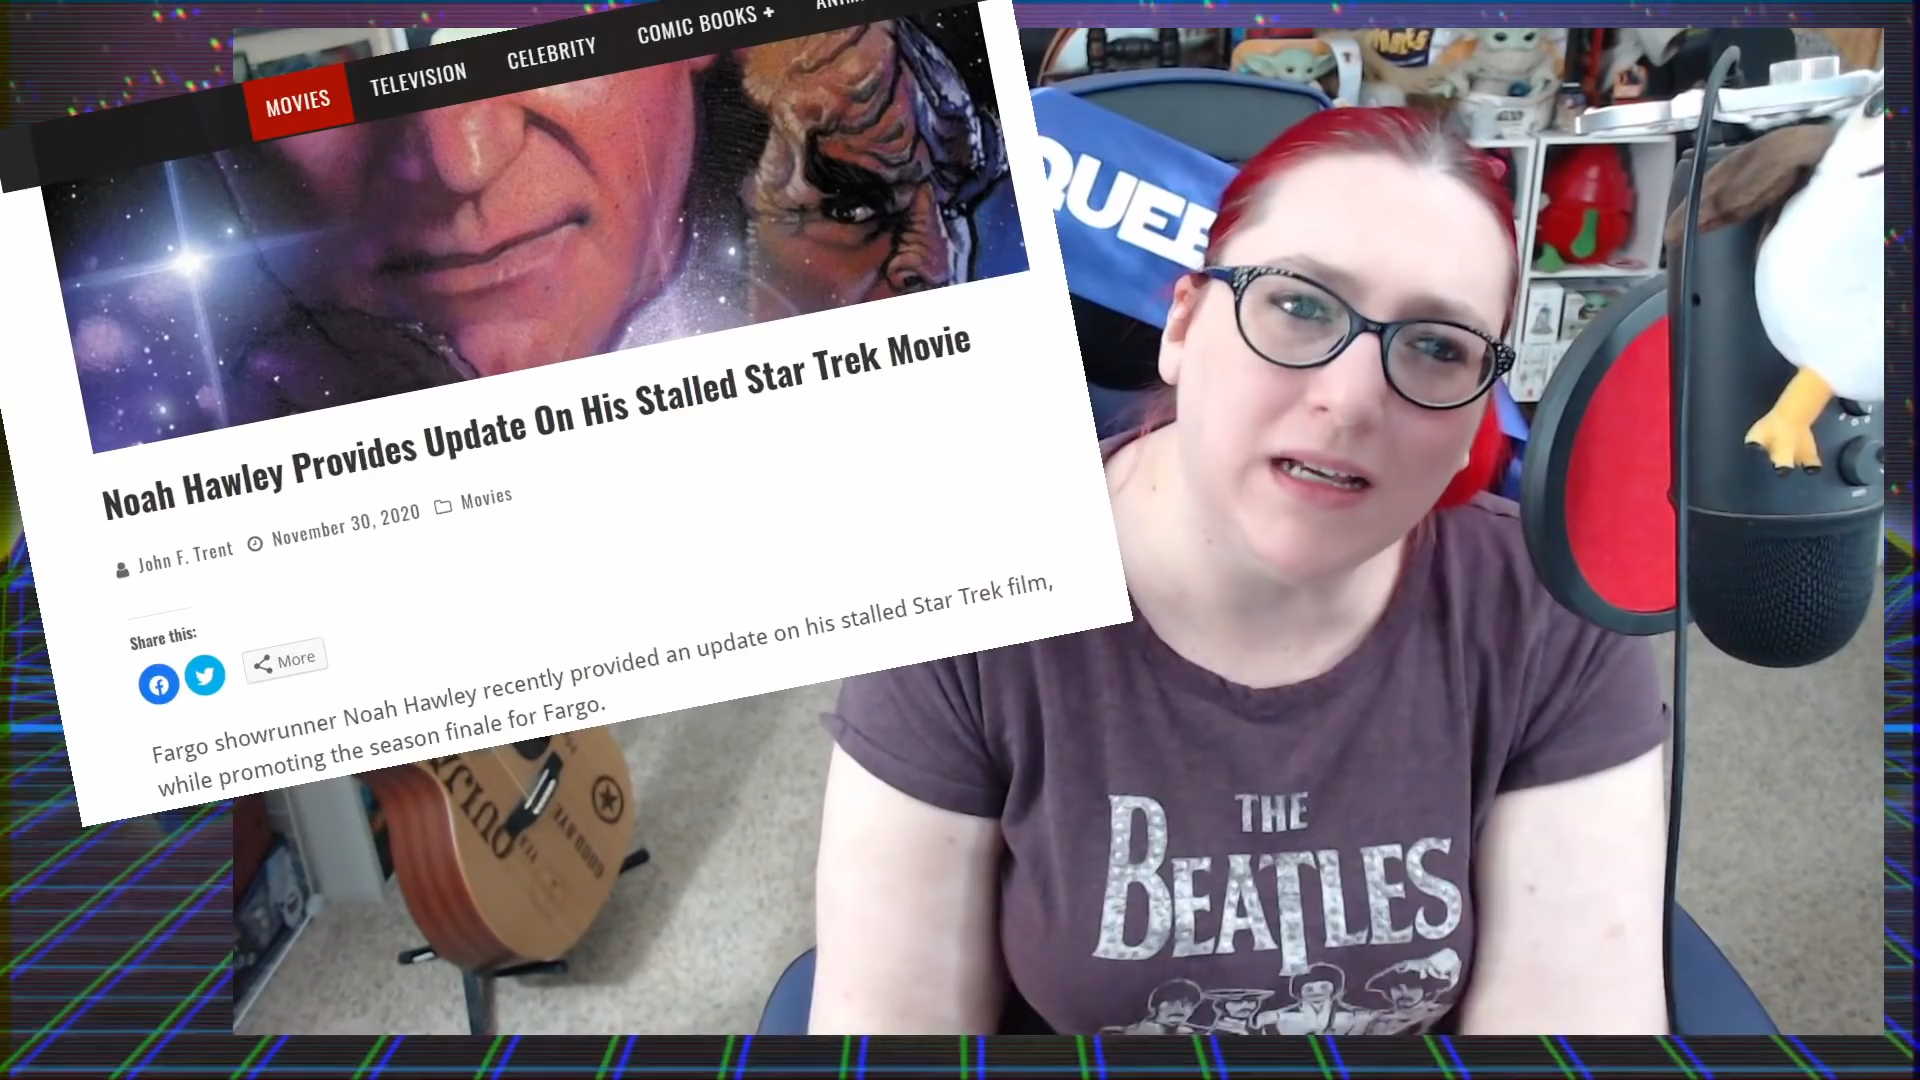 MOVIES TELEVISION CELEBRITY COMIC BOOKS +
Noah Hawley Provides Update On His Stalled Star Trek Movie
John F. Trent November 30, 2020 Movies
Share this:
More
Fargo showrunner Noah Hawley recently provided an update on his stalled Star Trek film,
while promoting the season finale for Fargo.
QUEE
THE
BEATLES